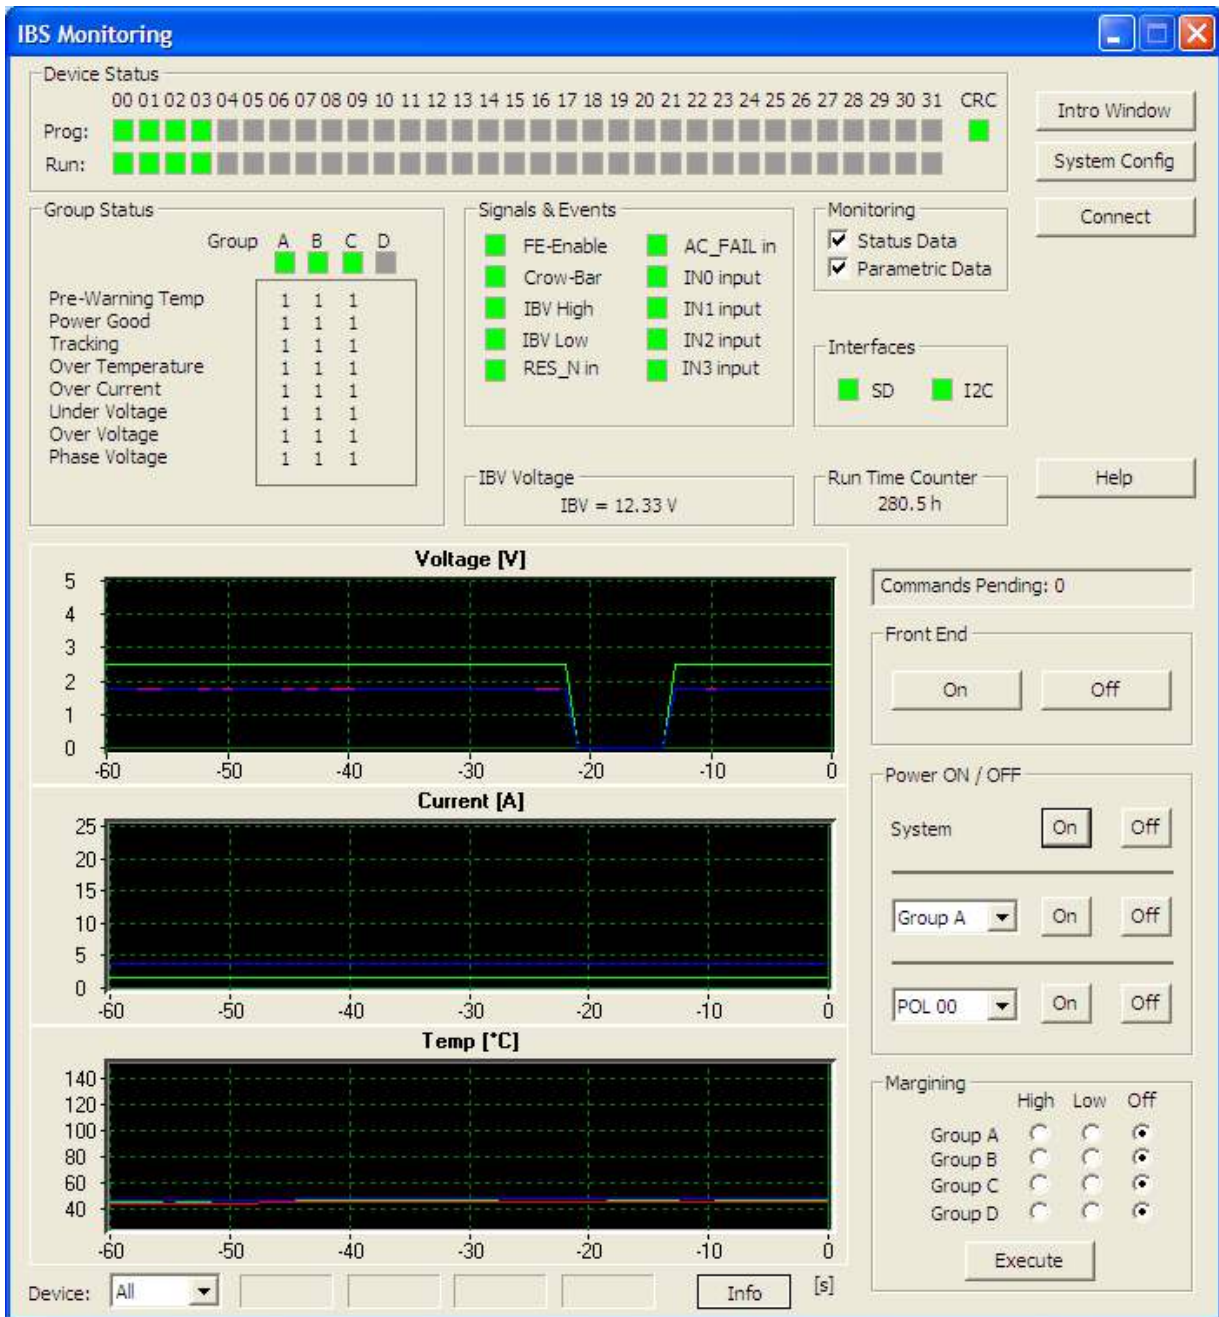 IBS Monitoring
Device Status
00 01 02 03 04 05 06 07 08 09 10 11 12 13 14 15 16 17 18 19 20 21 22 23 24 25 26 27 28 29 30 31 CRC
Prog:
Run:
Intro Window
System Config
Connect
Help
Group Status
Group A B C D
Pre-Warning Temp 1 1 1
Power Good 1 1 1
Tracking 1 1 1
Over Temperature 1 1 1
Over Current 1 1 1
Under Voltage 1 1 1
Over Voltage 1 1 1
Phase Voltage 1 1 1
Signals & Events
FE-Enable AC_FAIL in
Crow-Bar IN0 input
IBV High IN1 input
IBV Low IN2 input
RES_N in IN3 input
Monitoring
Status Data
Parametric Data
Interfaces
SD I2C
IBV Voltage
IBV = 12.33 V
Run Time Counter
280.5 h
Voltage [V]
5
4
3
2
1
0
-60 -50 -40 -30 -20 -10 0
Current [A]
25
20
15
10
5
0
-60 -50 -40 -30 -20 -10 0
Temp [°C]
140
120
100
80
60
40
-60 -50 -40 -30 -20 -10 0
Device: All Info [s]
Commands Pending: 0
Front End
On Off
Power ON / OFF
System On Off
Group A On Off
POL 00 On Off
Margining
High Low Off
Group A
Group B
Group C
Group D
Execute